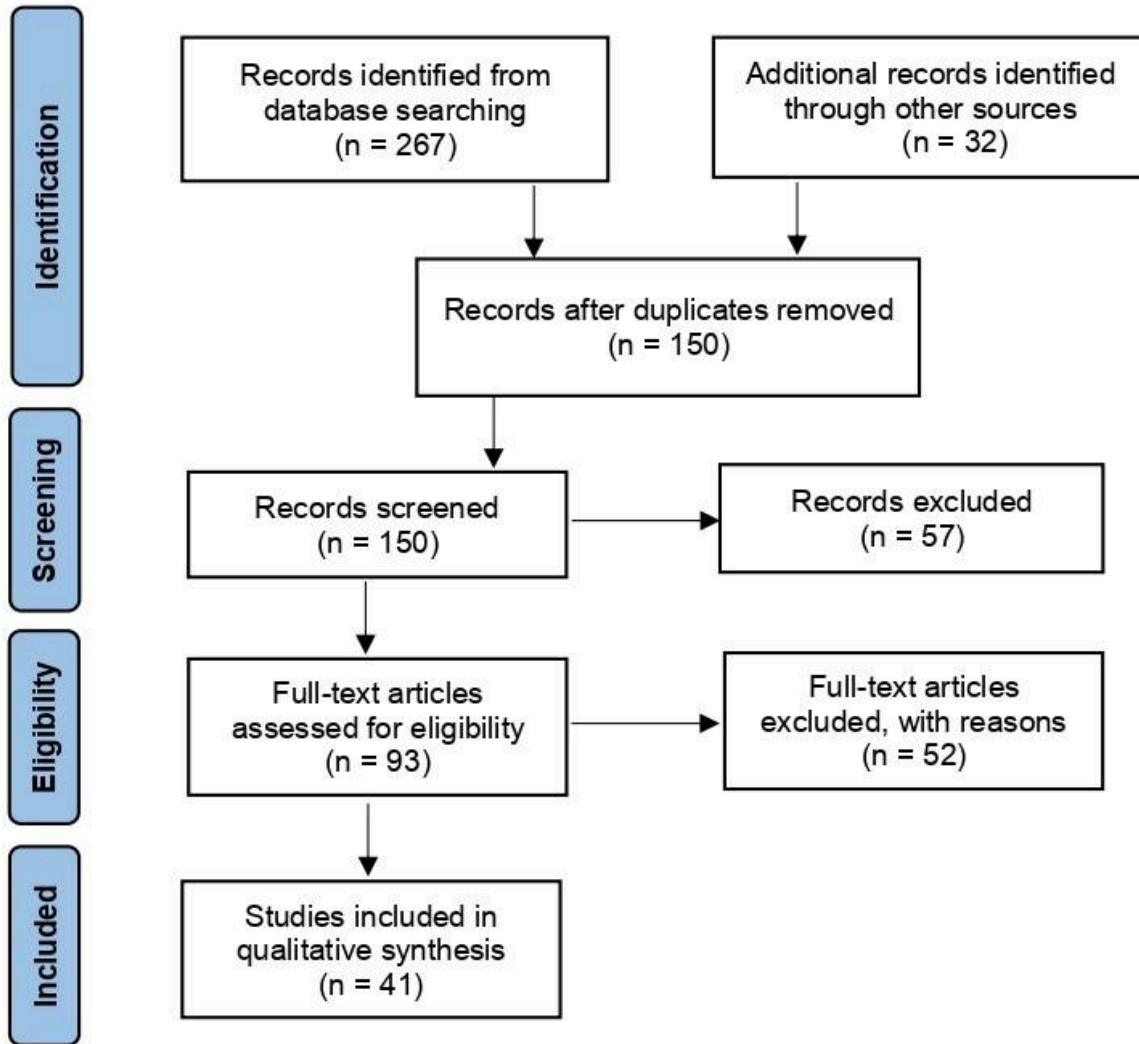 Identification
Records identified from
database searching
(n = 267)
Additional records identified
through other sources
(n = 32)
Records after duplicates removed
(n = 150)
Screening
Records screened
(n = 150)
Records excluded
(n = 57)
Eligibility
Full-text articles
assessed for eligibility
(n = 93)
Full-text articles
excluded, with reasons
(n = 52)
Included
Studies included in
qualitative synthesis
(n = 41)